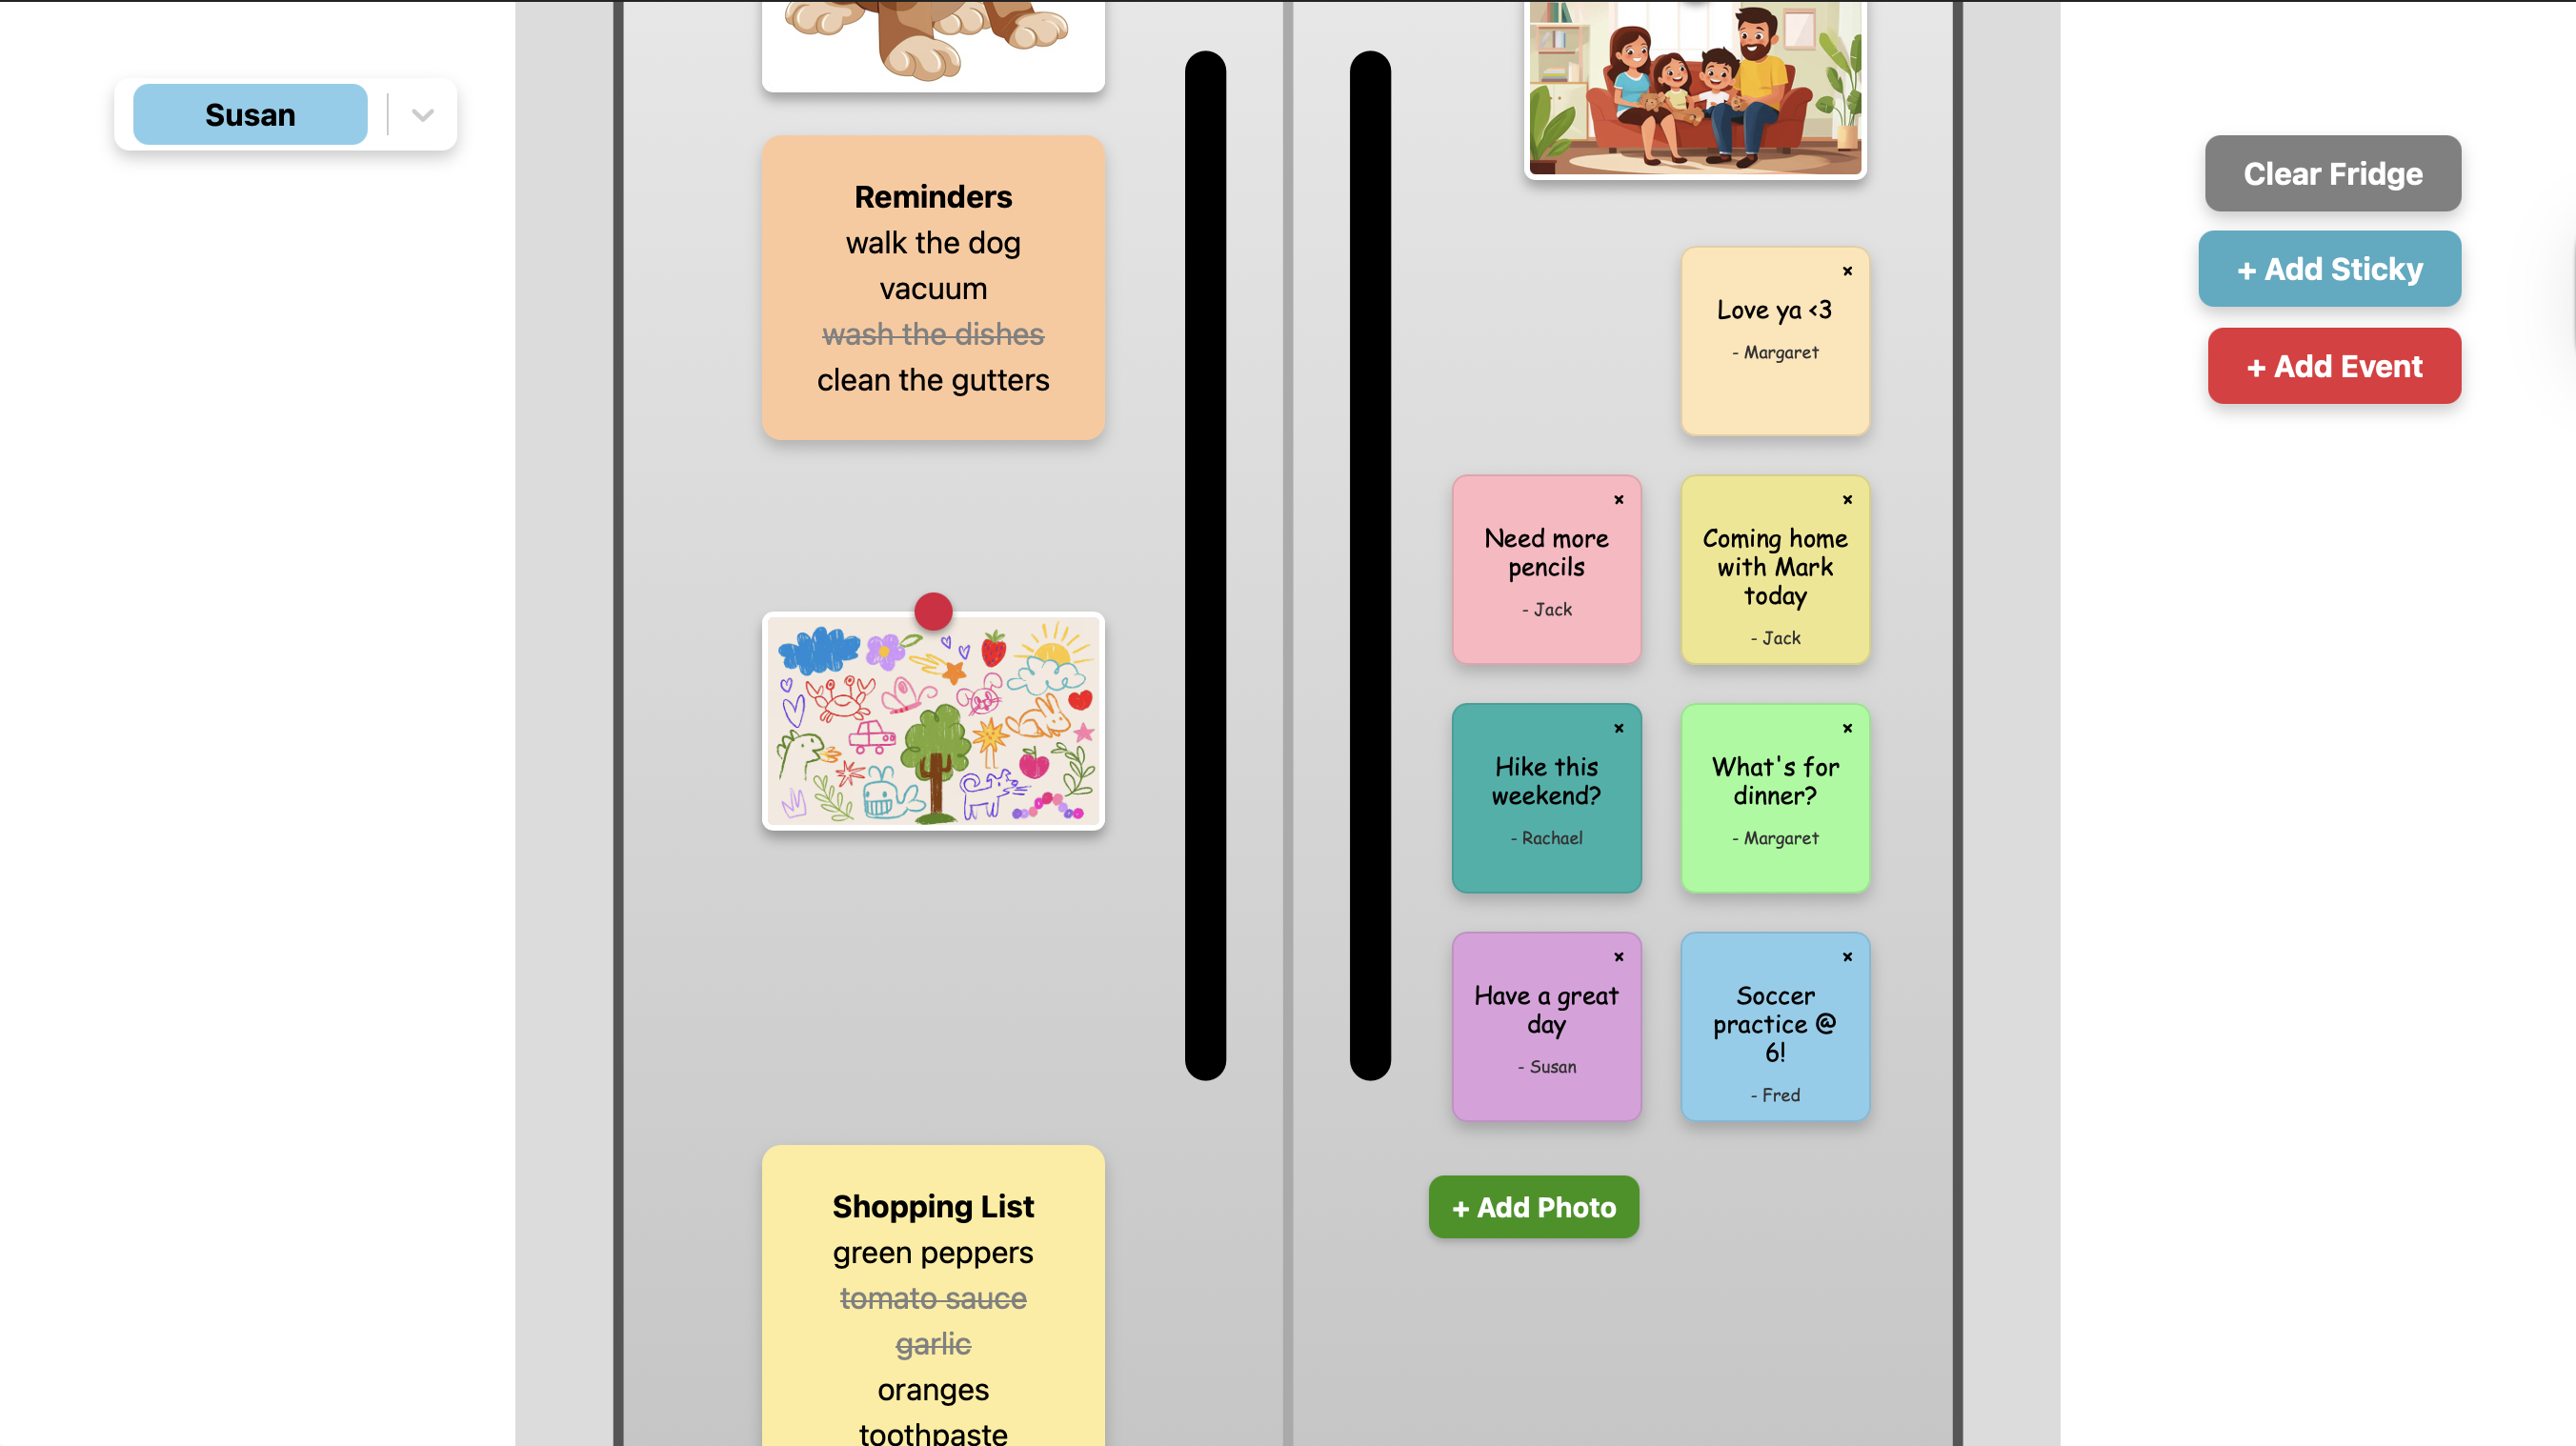 Susan
Reminders
walk the dog
vacuum
wash the dishes
clean the gutters
Shopping List
green peppers
tomato sauce
garlic
oranges
toothpaste
×
Love ya <3
- Margaret
×
Need more
pencils
- Jack
×
Coming home
with Mark
today
- Jack
×
Hike this
weekend?
- Rachael
×
What's for
dinner?
- Margaret
×
Have a great
day
- Susan
×
Soccer
practice @
6!
- Fred
+ Add Photo
Clear Fridge
+ Add Sticky
+ Add Event